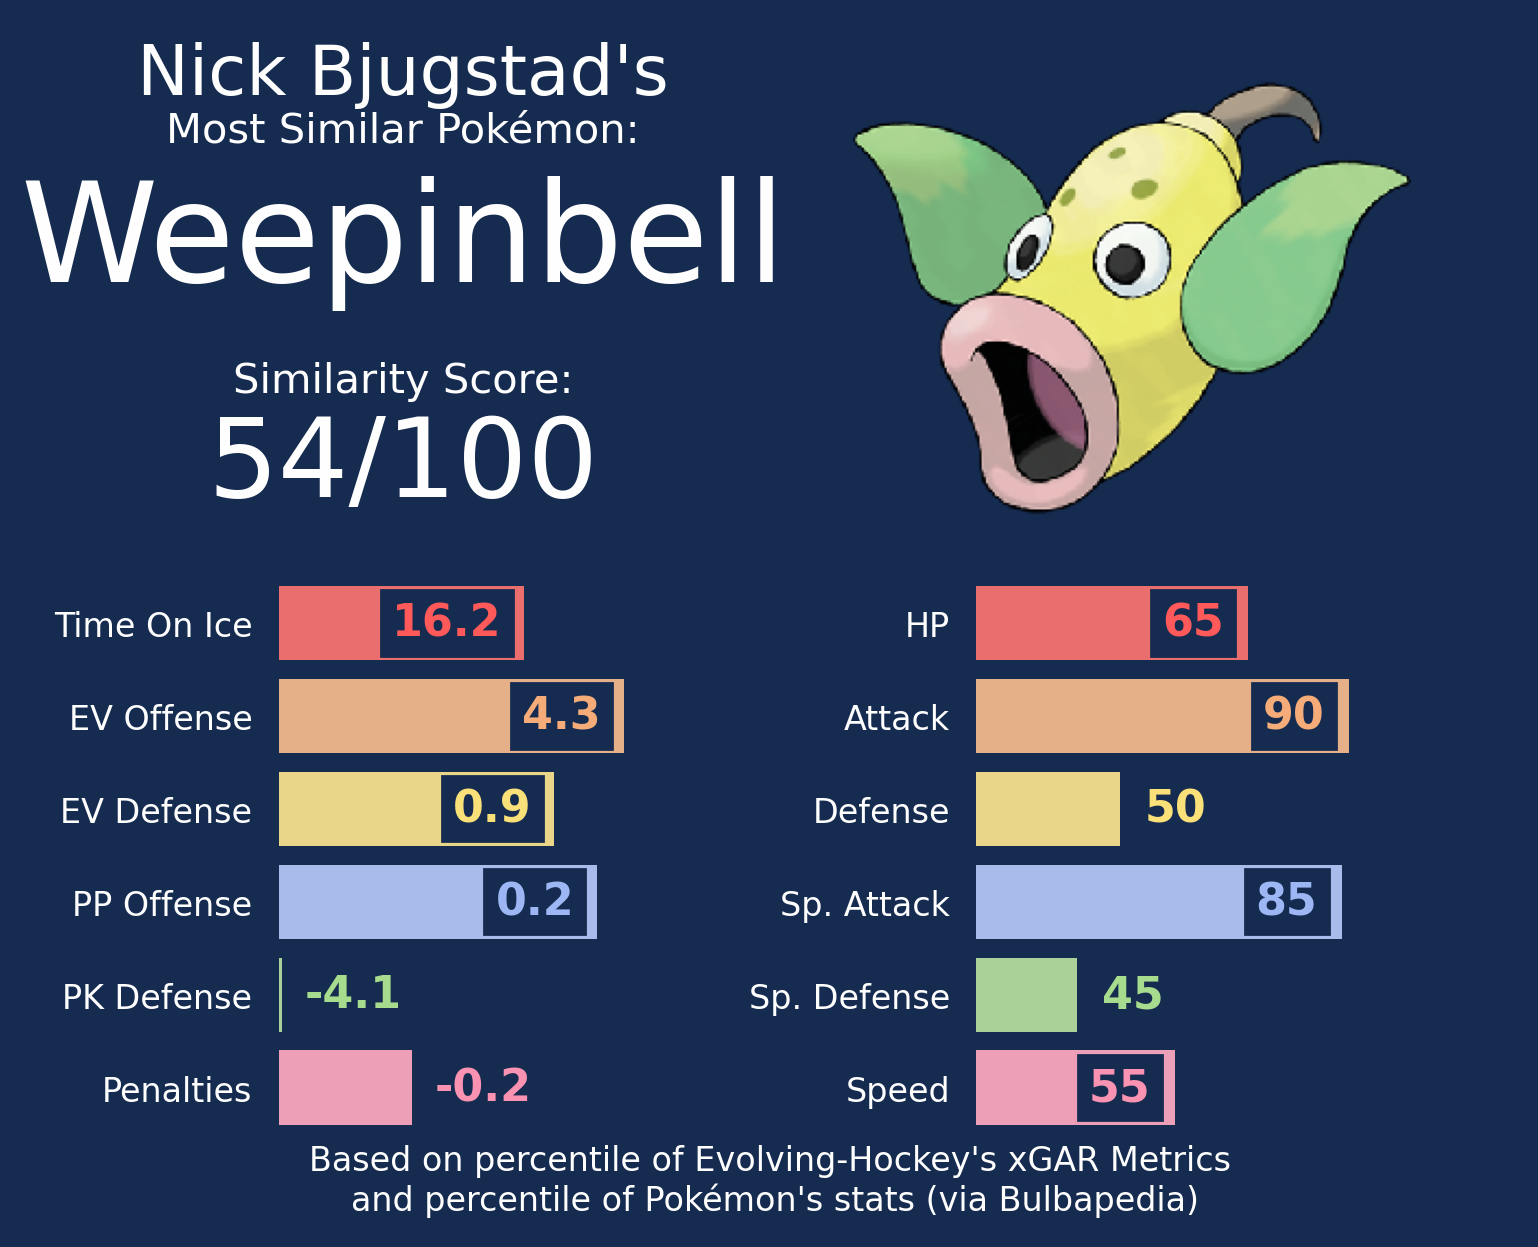 Nick Bjugstad's
Most Similar Pokémon:
Weepinbell
Similarity Score:
54/100
Time On Ice 16.2
EV Offense 4.3
EV Defense 0.9
PP Offense 0.2
PK Defense -4.1
Penalties -0.2
HP 65
Attack 90
Defense 50
Sp. Attack 85
Sp. Defense 45
Speed 55
Based on percentile of Evolving-Hockey's xGAR Metrics
and percentile of Pokémon's stats (via Bulbapedia)